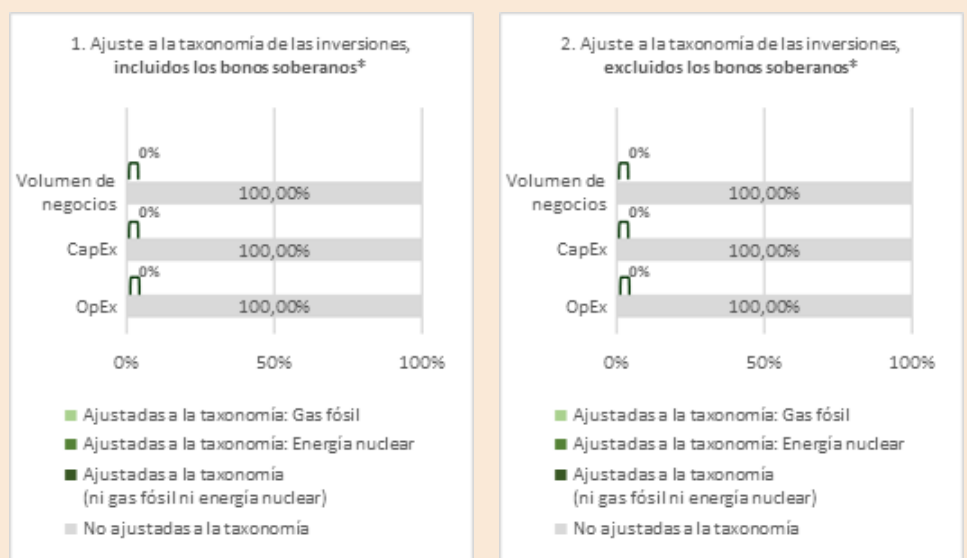 1. Ajuste a la taxonomía de las inversiones,
incluidos los bonos soberanos*
0%
Volumen de
negocios
100,00%
0%
CapEx
100,00%
0%
OpEx
100,00%
0%
50%
100%
Ajustadas a la taxonomía: Gas fósil
Ajustadas a la taxonomía: Energía nuclear
Ajustadas a la taxonomía
(ni gas fósil ni energía nuclear)
No ajustadas a la taxonomía
2. Ajuste a la taxonomía de las inversiones,
excluidos los bonos soberanos*
0%
Volumen de
negocios
100,00%
0%
CapEx
100,00%
0%
OpEx
100,00%
0%
50%
100%
Ajustadas a la taxonomía: Gas fósil
Ajustadas a la taxonomía: Energía nuclear
Ajustadas a la taxonomía
(ni gas fósil ni energía nuclear)
No ajustadas a la taxonomía